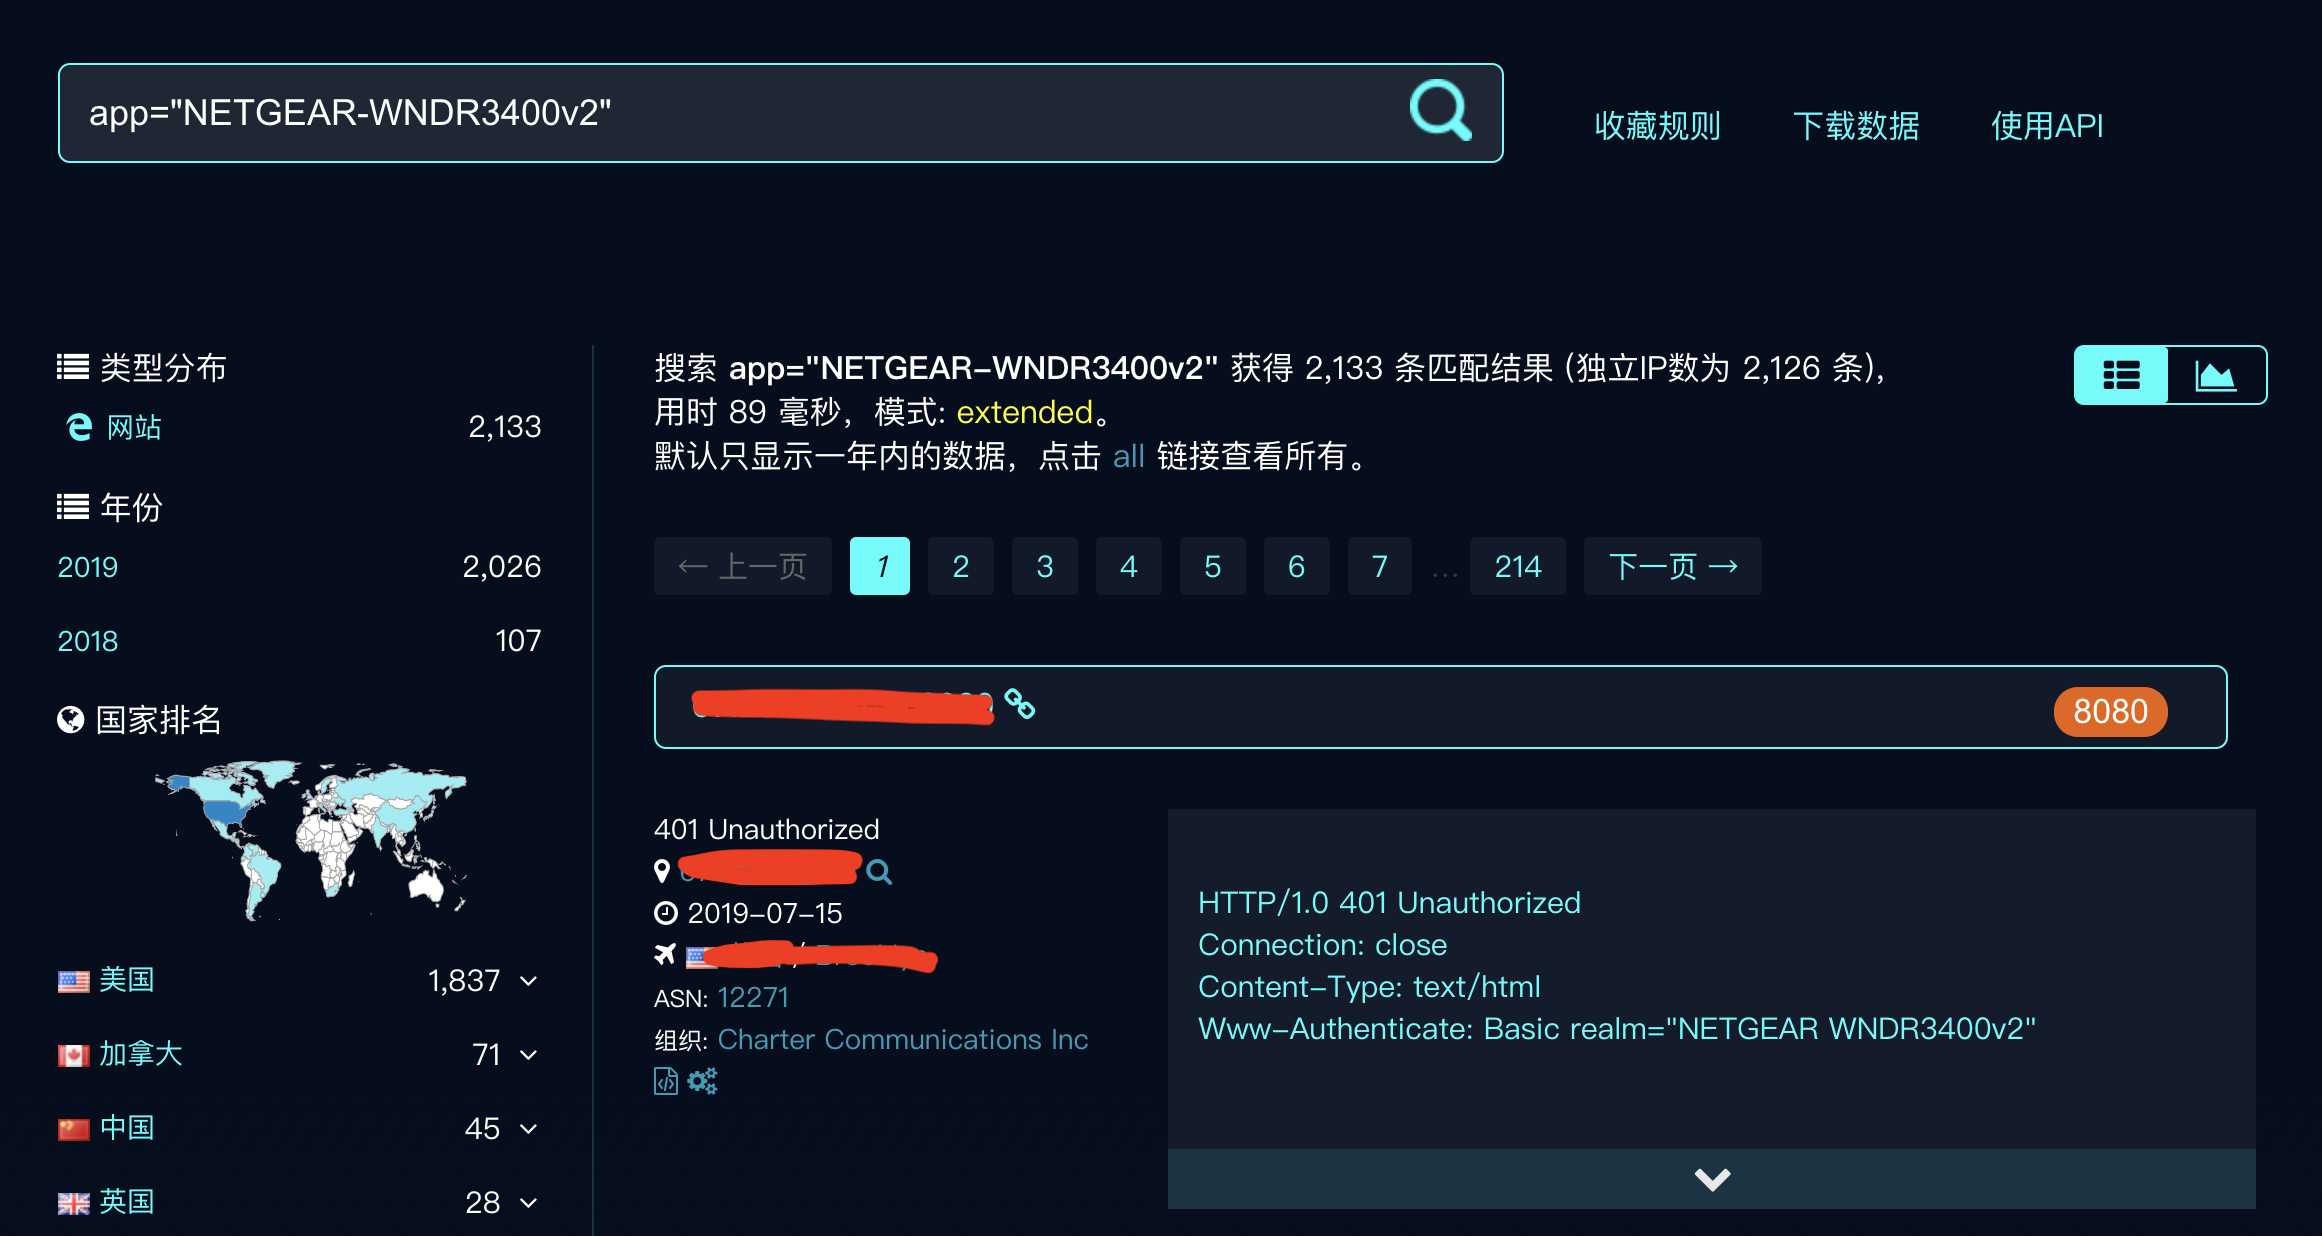 app="NETGEAR-WNDR3400v2"
收藏规则 下载数据 使用API
类型分布
网站 2,133
年份
2019 2,026
2018 107
国家排名
美国 1,837
加拿大 71
中国 45
英国 28
搜索 app="NETGEAR-WNDR3400v2" 获得 2,133 条匹配结果 (独立IP数为 2,126 条),
用时 89 毫秒，模式: extended。
默认只显示一年内的数据，点击 all 链接查看所有。
← 上一页 1 2 3 4 5 6 7 ... 214 下一页 →
8080
401 Unauthorized
2019-07-15
/
ASN: 12271
组织: Charter Communications Inc
HTTP/1.0 401 Unauthorized
Connection: close
Content-Type: text/html
Www-Authenticate: Basic realm="NETGEAR WNDR3400v2"